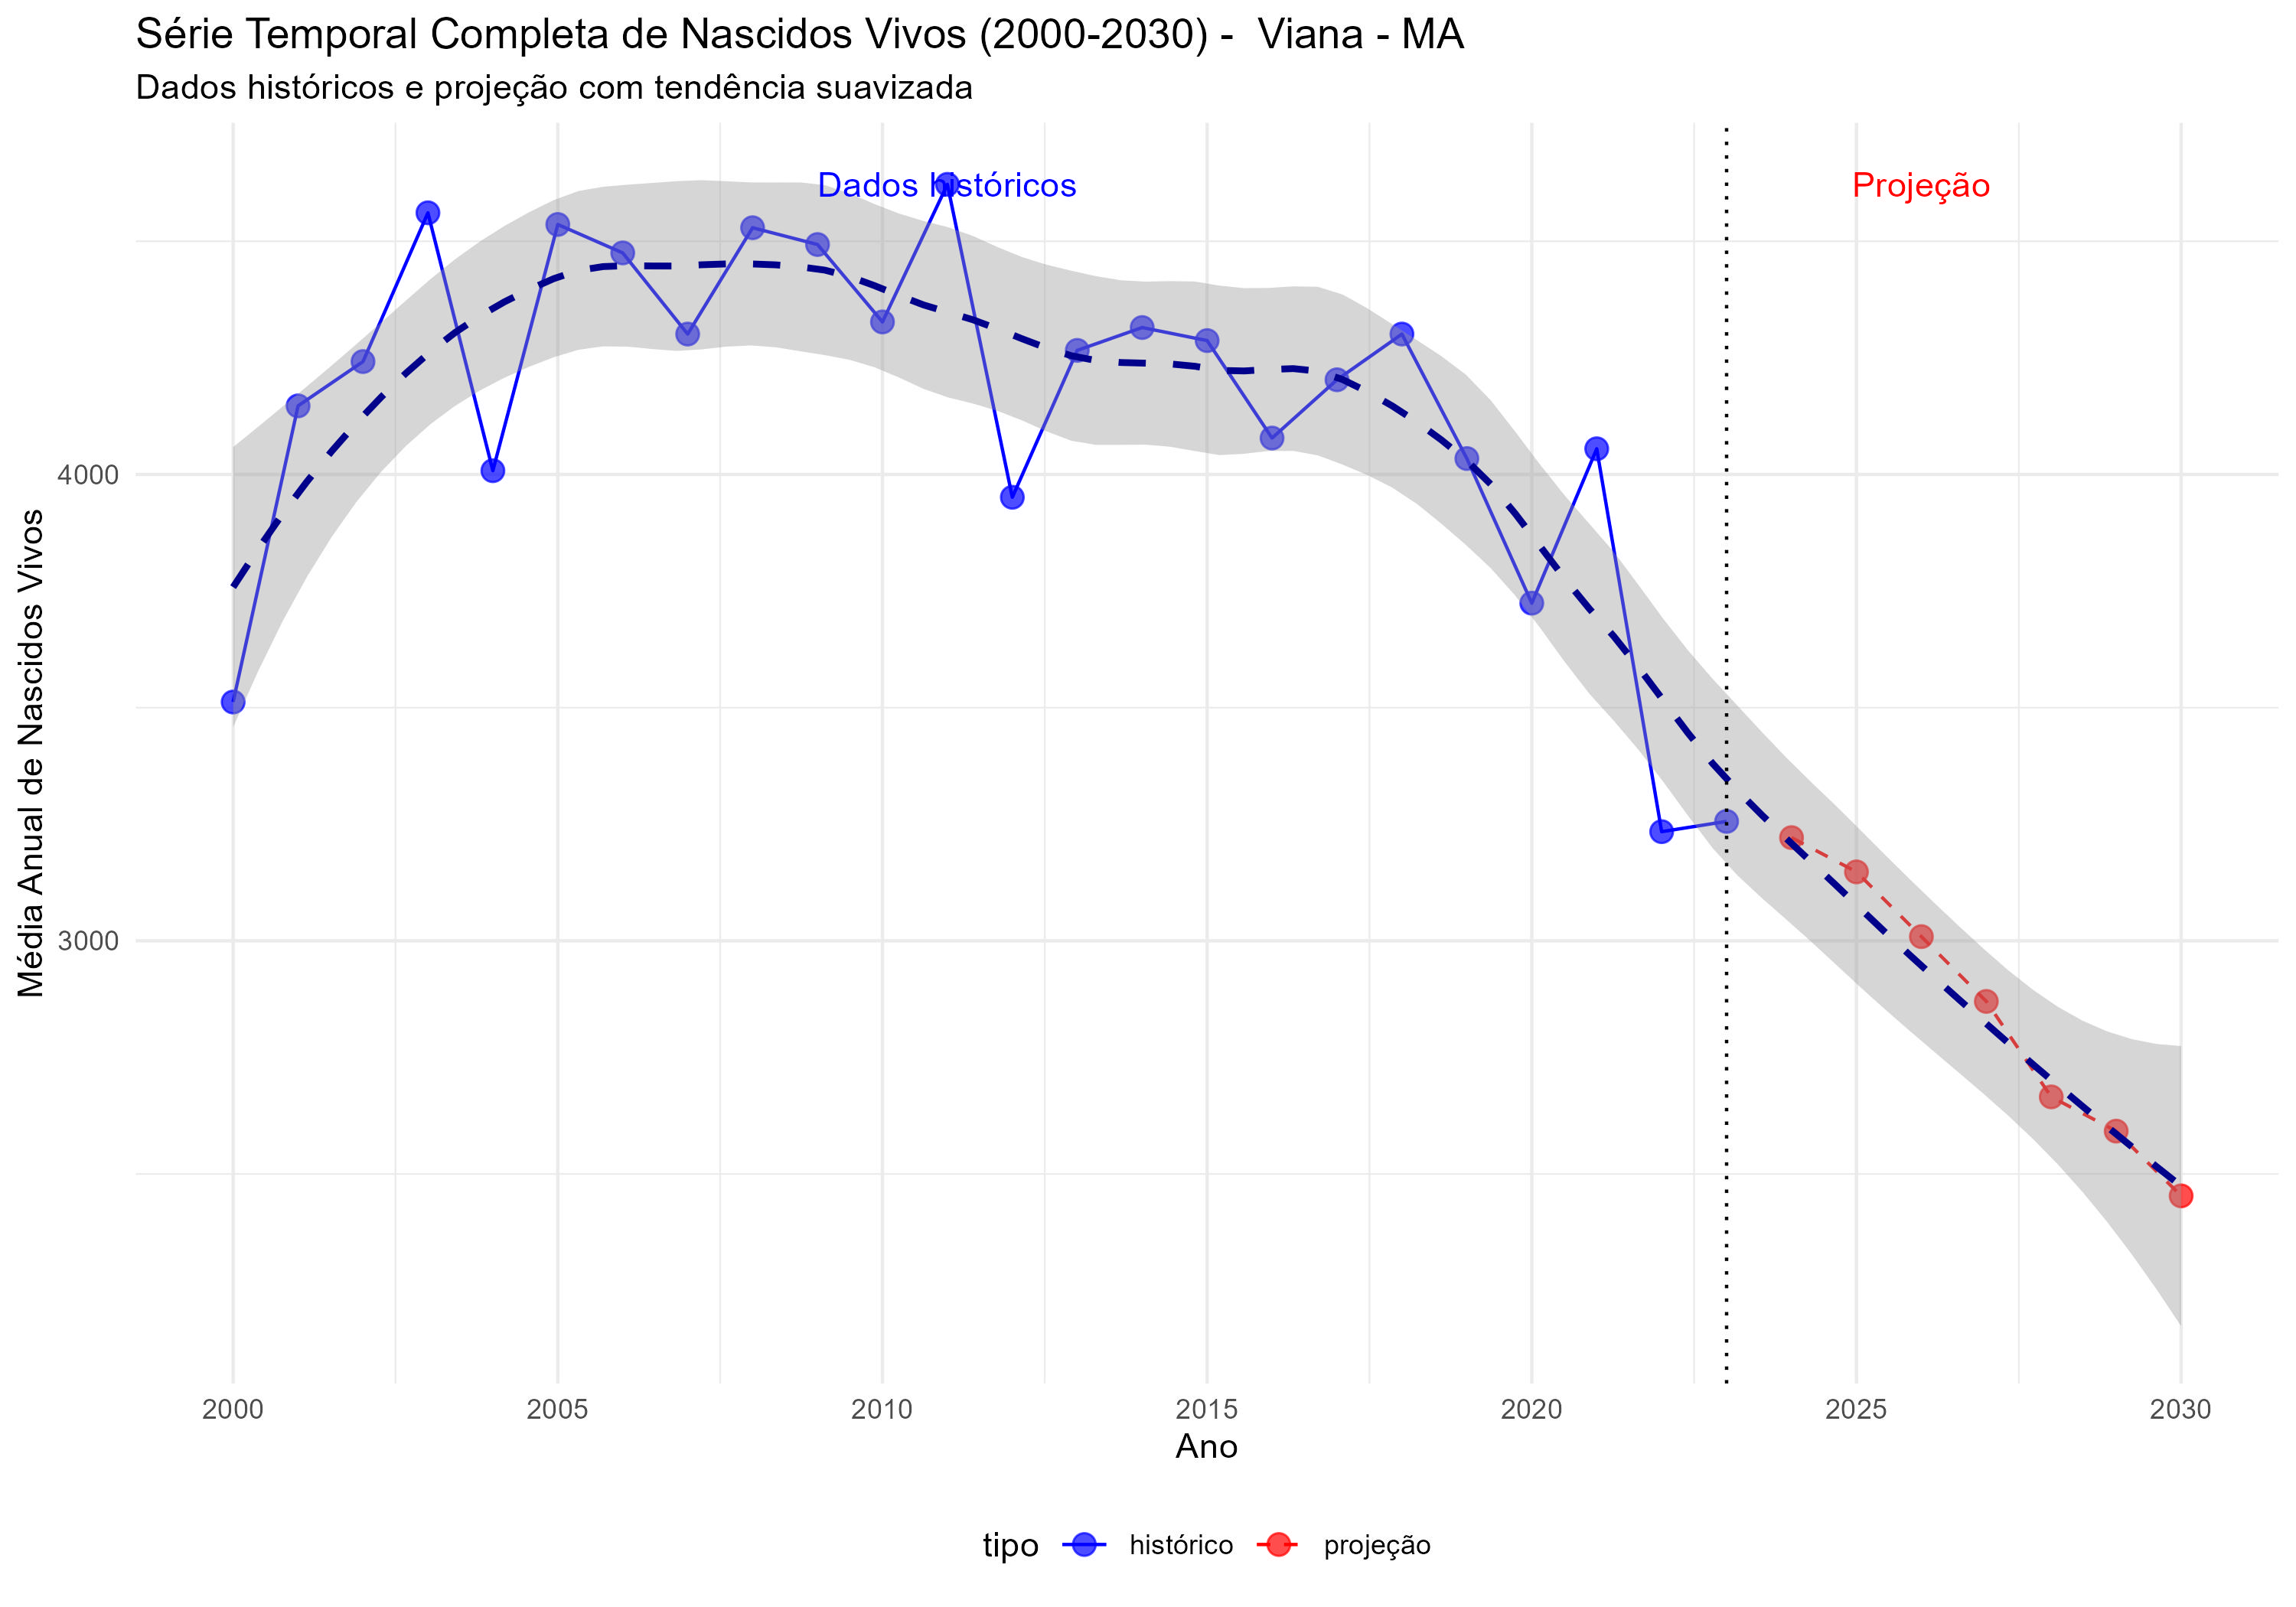 Série Temporal Completa de Nascidos Vivos (2000-2030) -  Viana - MA
Dados históricos e projeção com tendência suavizada
Dados históricos
Projeção
Média Anual de Nascidos Vivos
4000
3000
2000
2005
2010
2015
2020
2025
2030
Ano
tipo
histórico
projeção